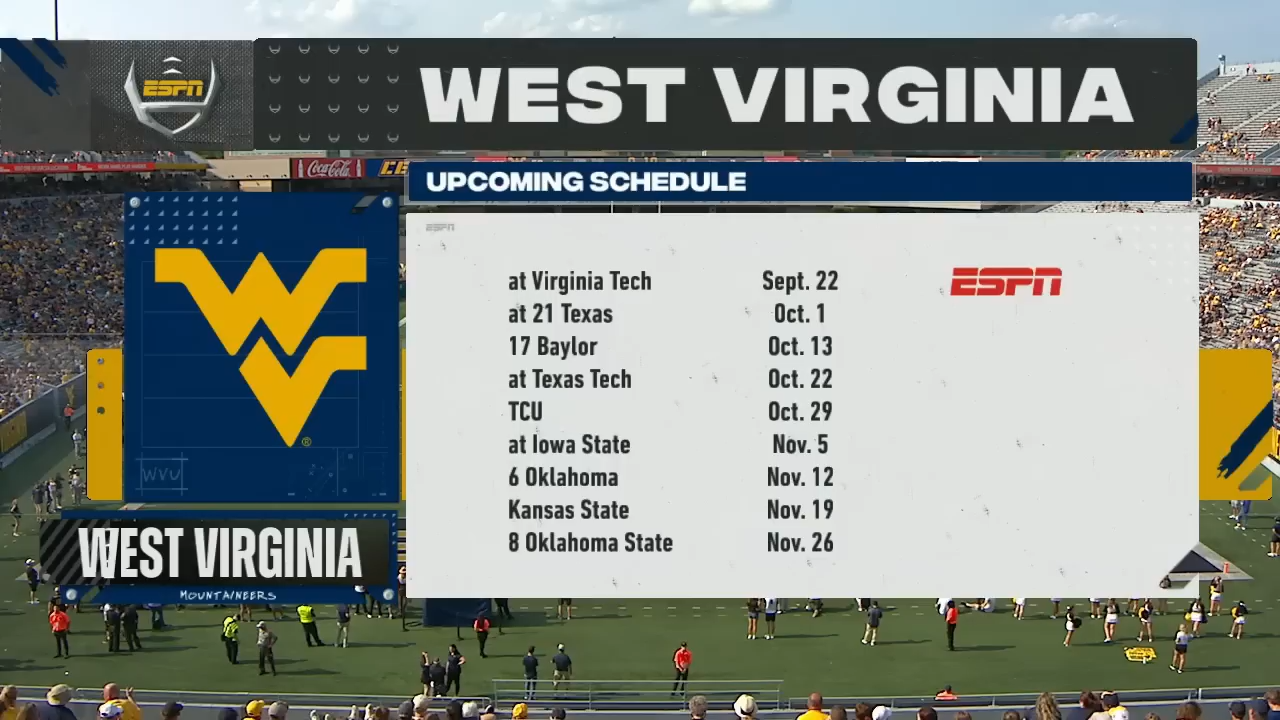 ESPN
WEST VIRGINIA
Coca-Cola
UPCOMING SCHEDULE
ESPN
at Virginia Tech Sept. 22 ESPN
at 21 Texas Oct. 1
17 Baylor Oct. 13
at Texas Tech Oct. 22
TCU Oct. 29
at Iowa State Nov. 5
6 Oklahoma Nov. 12
Kansas State Nov. 19
8 Oklahoma State Nov. 26
WV
®
WVU
WEST VIRGINIA
MOUNTAINEERS